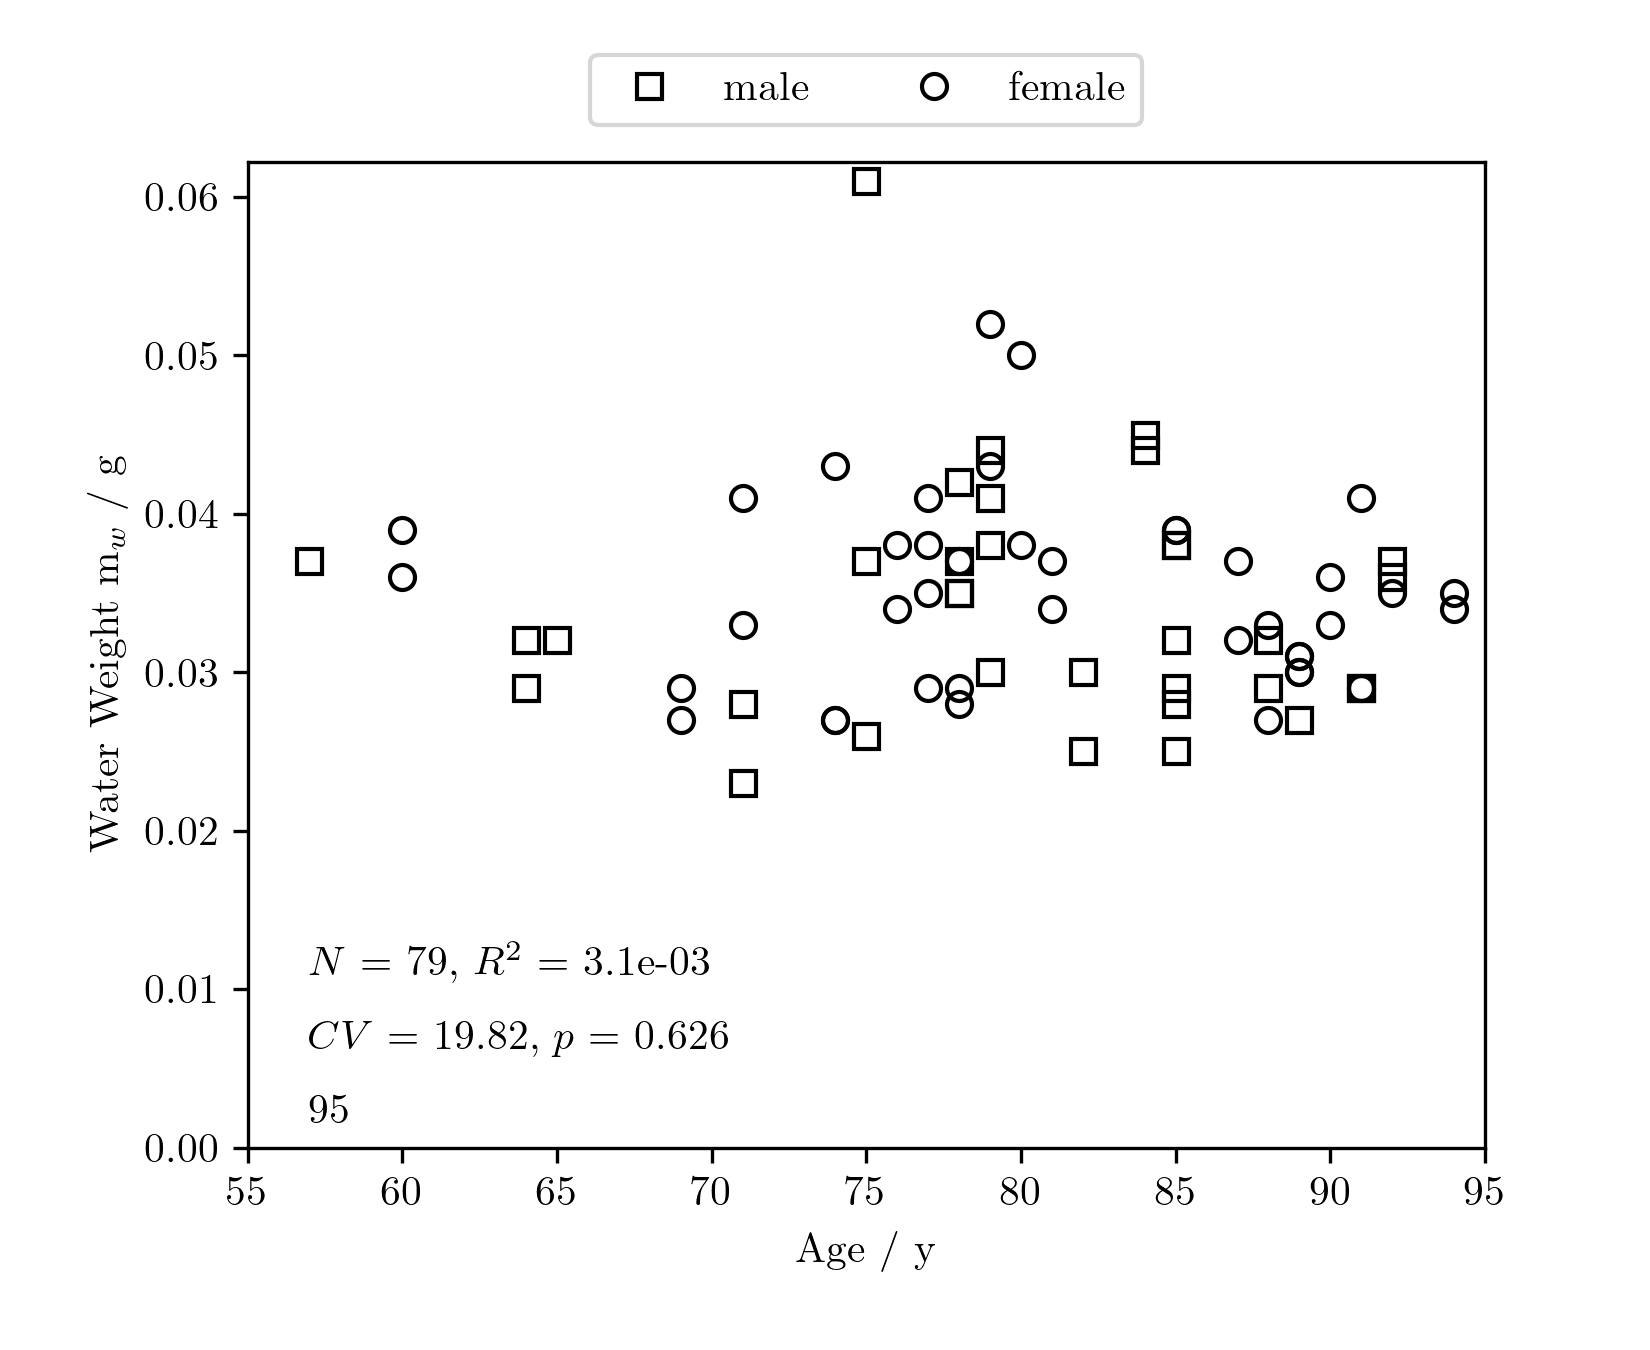 male female
0.06
0.05
0.04
0.03
0.02
0.01
0.00
Water Weight m_w / g
N = 79, R² = 3.1e-03
CV = 19.82, p = 0.626
95
55 60 65 70 75 80 85 90 95
Age / y